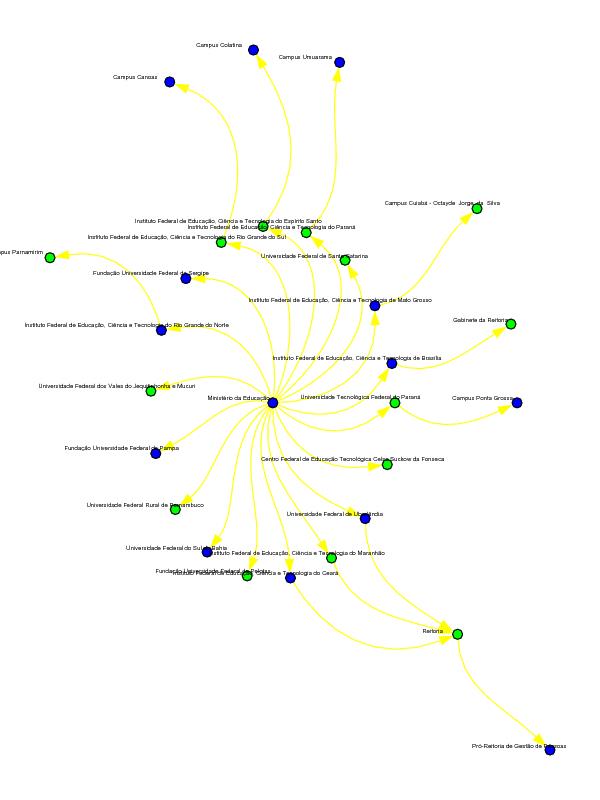 Campus Colatina
Campus Umuarama
Campus Canoas
Campus Cuiabá - Octayde Jorge da Silva
Instituto Federal de Educação, Ciência e Tecnologia do Espírito Santo
Instituto Federal de Educação, Ciência e Tecnologia do Paraná
Instituto Federal de Educação, Ciência e Tecnologia do Rio Grande do Sul
pus Parnamirim
Universidade Federal de Santa Catarina
Fundação Universidade Federal de Sergipe
Instituto Federal de Educação, Ciência e Tecnologia de Mato Grosso
Gabinete da Reitoria
Instituto Federal de Educação, Ciência e Tecnologia do Rio Grande do Norte
Instituto Federal de Educação, Ciência e Tecnologia de Brasília
Universidade Federal dos Vales do Jequitinhonha e Mucuri
Ministério da Educação
Universidade Tecnológica Federal do Paraná
Campus Ponta Grossa
Fundação Universidade Federal do Pampa
Centro Federal de Educação Tecnológica Celso Suckow da Fonseca
Universidade Federal Rural de Pernambuco
Universidade Federal de Uberlândia
Universidade Federal do Sul da Bahia
Instituto Federal de Educação, Ciência e Tecnologia do Maranhão
Fundação Universidade Federal de Pelotas
Instituto Federal de Educação, Ciência e Tecnologia do Ceará
Reitoria
Pró-Reitoria de Gestão de Pessoas